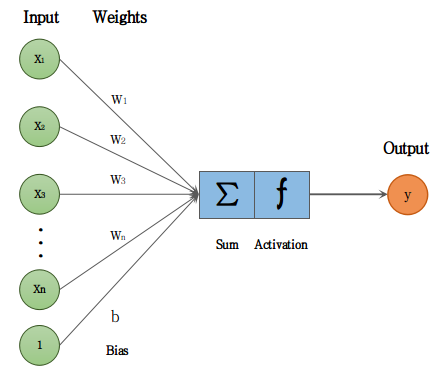 Input Weights
X1
W1
X2
W2
Output
X3
W3
Σ f
y
Sum Activation
Wn
Xn
b
1
Bias